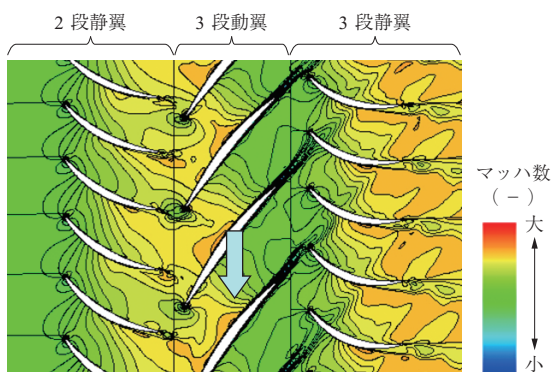 2 段静翼
3 段動翼
3 段静翼
マッハ数
( − )
大
小